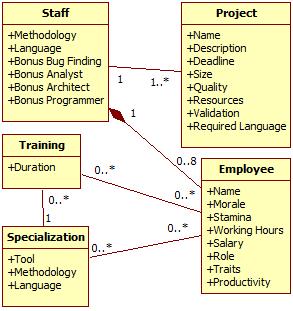 Staff
+Methodology
+Language
+Bonus Bug Finding
+Bonus Analyst
+Bonus Architect
+Bonus Programmer
Project
+Name
+Description
+Deadline
+Size
+Quality
+Resources
+Validation
+Required Language
1
1..*
1
0..8
Training
+Duration
0..*
0..*
0..*
1
Employee
+Name
+Morale
+Stamina
+Working Hours
+Salary
+Role
+Traits
+Productivity
Specialization
+Tool
+Methodology
+Language
0..*
0..*